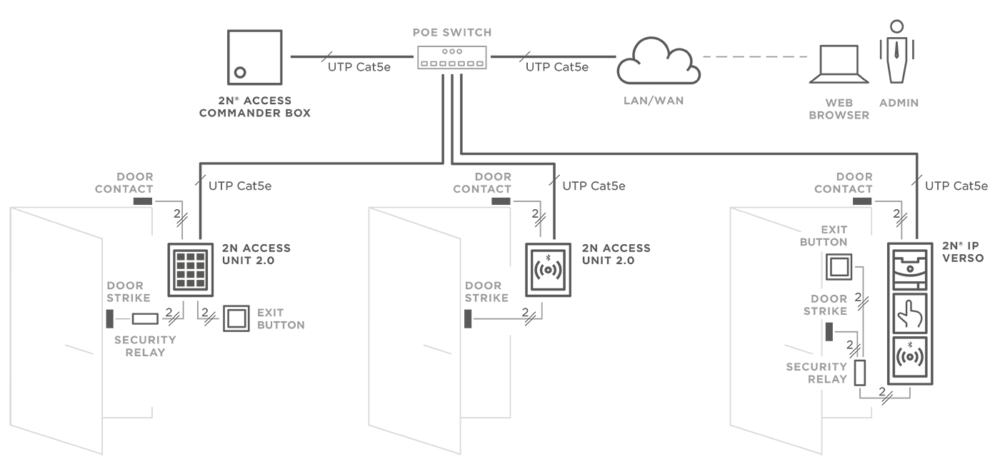 POE SWITCH
UTP Cat5e
UTP Cat5e
2N® ACCESS
COMMANDER BOX
LAN/WAN
WEB
BROWSER
ADMIN
DOOR
CONTACT
UTP Cat5e
2
2N ACCESS
UNIT 2.0
DOOR
STRIKE
2
2
EXIT
BUTTON
SECURITY
RELAY
DOOR
CONTACT
UTP Cat5e
2
2N ACCESS
UNIT 2.0
DOOR
STRIKE
2
DOOR
CONTACT
UTP Cat5e
2
EXIT
BUTTON
2N® IP
VERSO
2
DOOR
STRIKE
2
SECURITY
RELAY
2